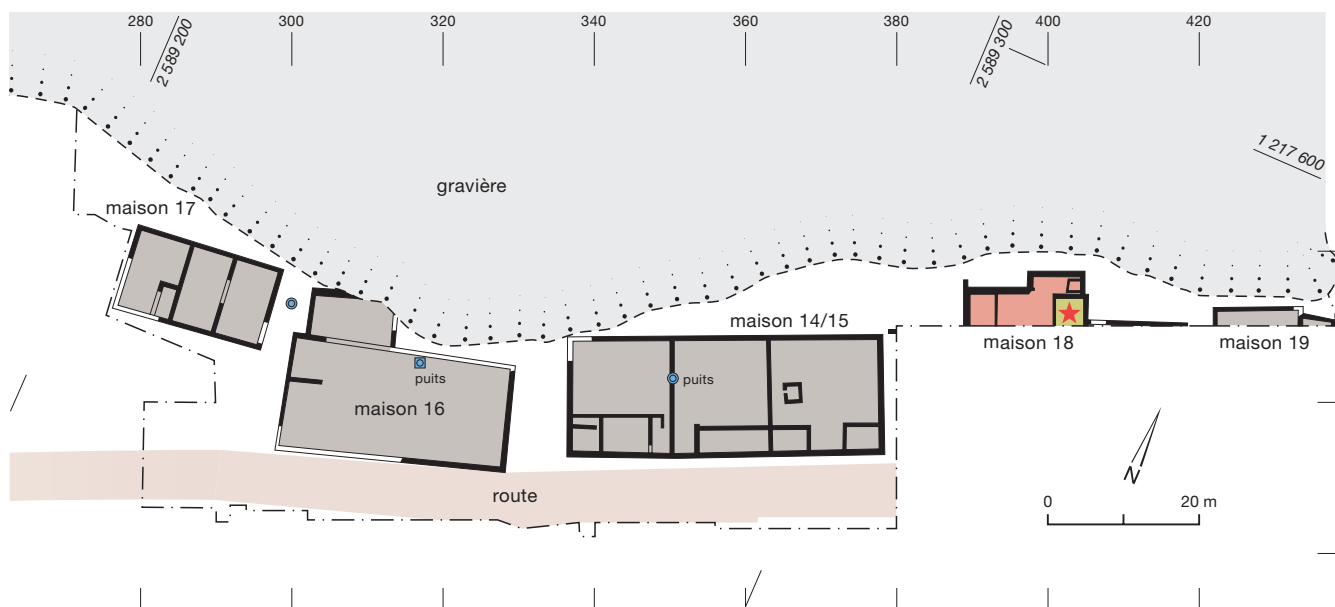 280 300 320 340 360 380 400 420
2 589 200
2 589 300
1 217 600
gravière
maison 17
maison 14/15
puits
puits
maison 16
maison 18
maison 19
N
0 20 m
route